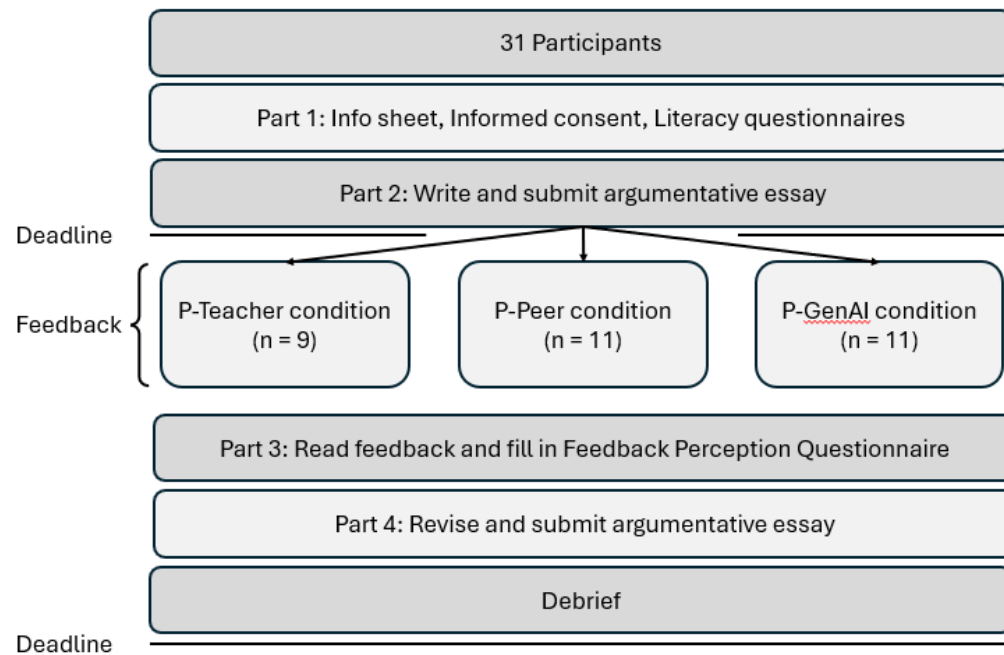 31 Participants
Part 1: Info sheet, Informed consent, Literacy questionnaires
Part 2: Write and submit argumentative essay
Deadline
Feedback
P-Teacher condition
(n = 9)
P-Peer condition
(n = 11)
P-GenAI condition
(n = 11)
Part 3: Read feedback and fill in Feedback Perception Questionnaire
Part 4: Revise and submit argumentative essay
Debrief
Deadline